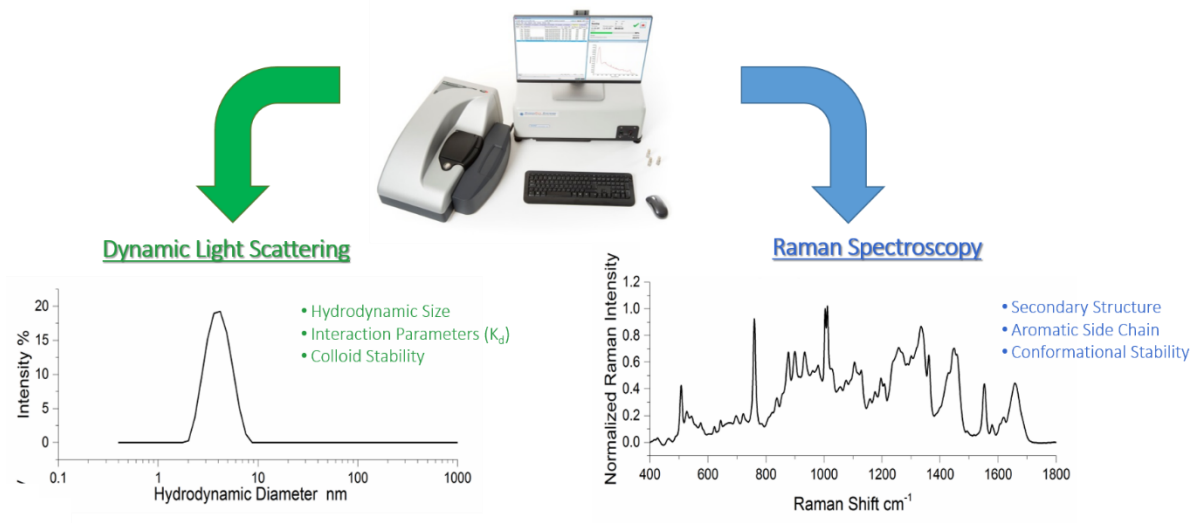 Dynamic Light Scattering
Raman Spectroscopy
Intensity %
20
15
10
5
0
0.1
1
10
100
1000
Hydrodynamic Diameter nm
• Hydrodynamic Size
• Interaction Parameters (Kd)
• Colloid Stability
Normalized Raman Intensity
1.2
1.0
0.8
0.6
0.4
0.2
0.0
400
600
800
1000
1200
1400
1600
1800
Raman Shift cm-1
• Secondary Structure
• Aromatic Side Chain
• Conformational Stability